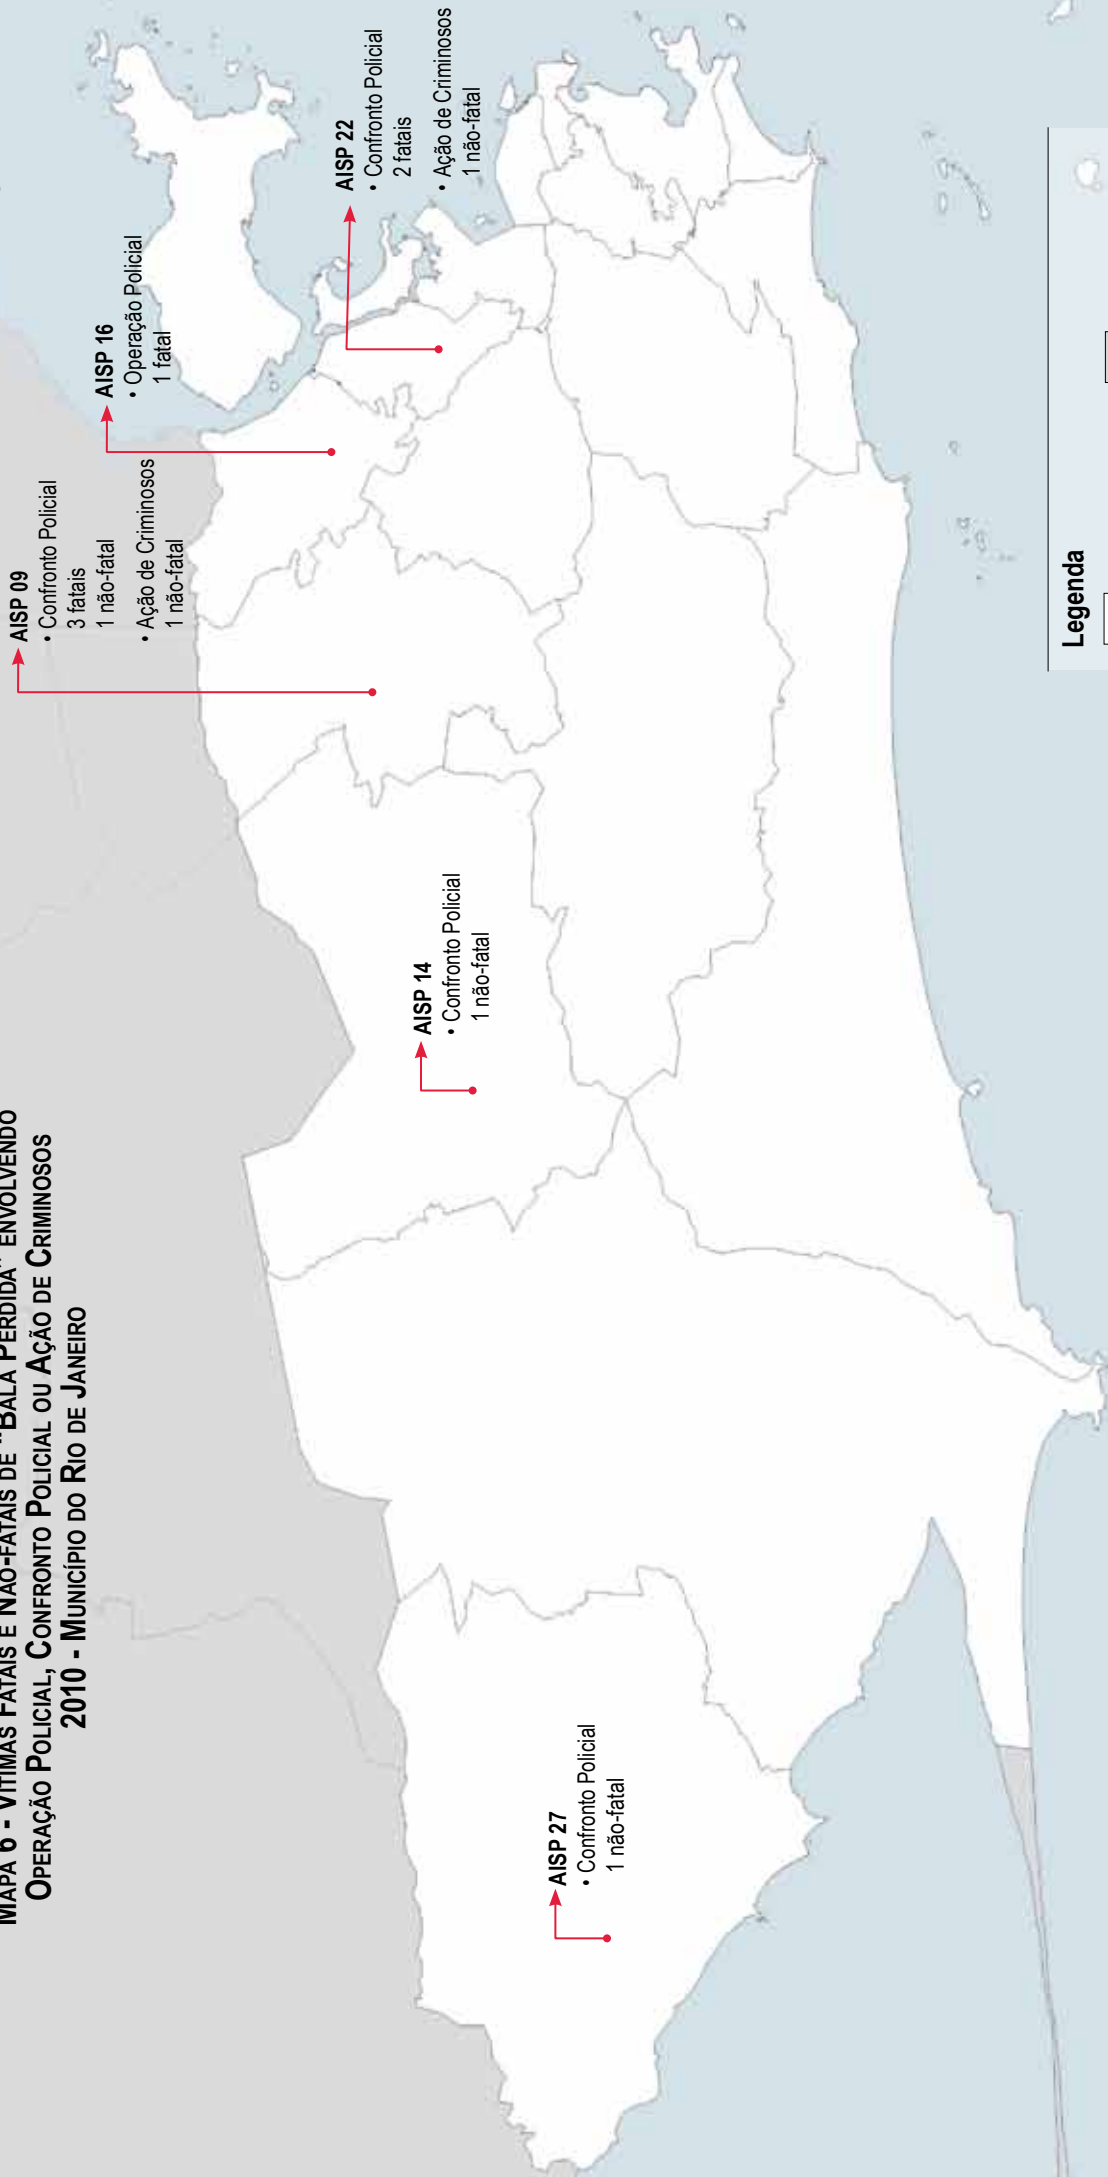 MAPA 6 - VÍTIMAS FATAIS E NÃO-FATAIS DE "BALA PERDIDA" ENVOLVENDO
OPERAÇÃO POLICIAL, CONFRONTO POLICIAL OU AÇÃO DE CRIMINOSOS
2010 - MUNICÍPIO DO RIO DE JANEIRO
AISP 09
• Confronto Policial
3 fatais
1 não-fatal
• Ação de Criminosos
1 não-fatal
AISP 16
• Operação Policial
1 fatal
AISP 22
• Confronto Policial
2 fatais
• Ação de Criminosos
1 não-fatal
AISP 14
• Confronto Policial
1 não-fatal
AISP 27
• Confronto Policial
1 não-fatal
Legenda